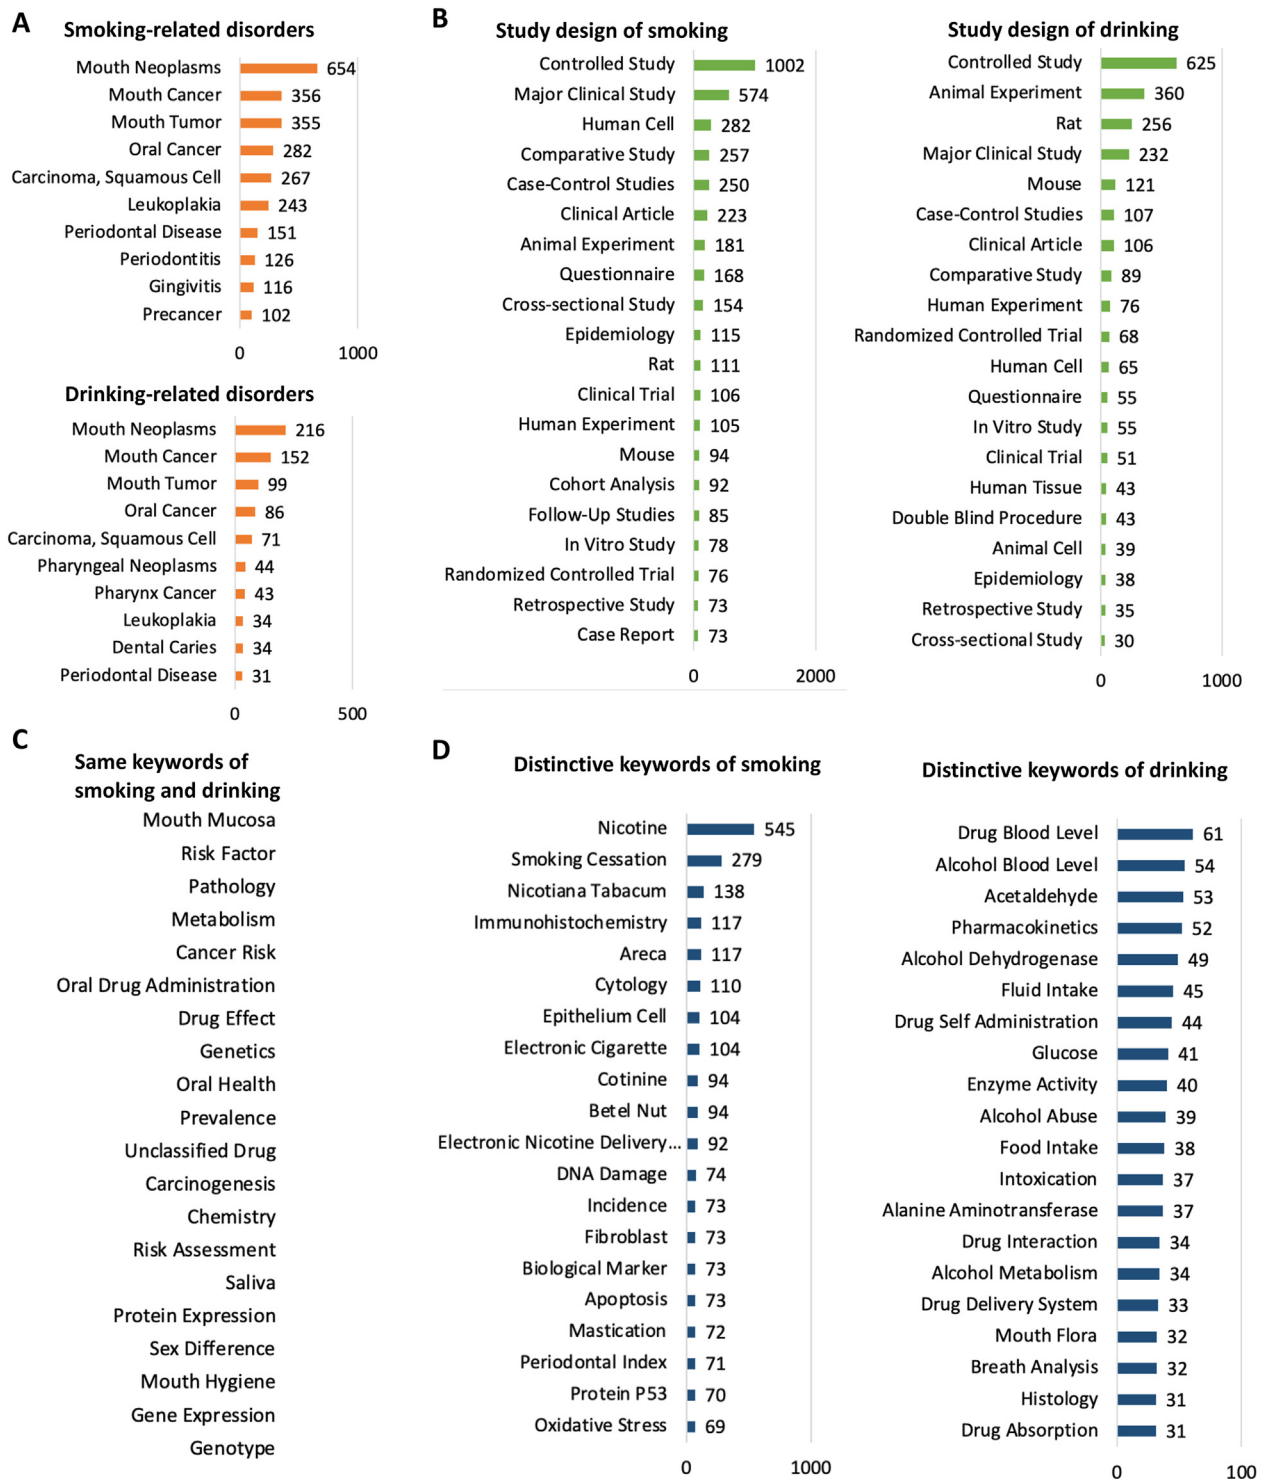 A
Smoking-related disorders
Mouth Neoplasms 654
Mouth Cancer 356
Mouth Tumor 355
Oral Cancer 282
Carcinoma, Squamous Cell 267
Leukoplakia 243
Periodontal Disease 151
Periodontitis 126
Gingivitis 116
Precancer 102
0 1000
Drinking-related disorders
Mouth Neoplasms 216
Mouth Cancer 152
Mouth Tumor 99
Oral Cancer 86
Carcinoma, Squamous Cell 71
Pharyngeal Neoplasms 44
Pharynx Cancer 43
Leukoplakia 34
Dental Caries 34
Periodontal Disease 31
0 500
B
Study design of smoking
Controlled Study 1002
Major Clinical Study 574
Human Cell 282
Comparative Study 257
Case-Control Studies 250
Clinical Article 223
Animal Experiment 181
Questionnaire 168
Cross-sectional Study 154
Epidemiology 115
Rat 111
Clinical Trial 106
Human Experiment 105
Mouse 94
Cohort Analysis 92
Follow-Up Studies 85
In Vitro Study 78
Randomized Controlled Trial 76
Retrospective Study 73
Case Report 73
0 2000
Study design of drinking
Controlled Study 625
Animal Experiment 360
Rat 256
Major Clinical Study 232
Mouse 121
Case-Control Studies 107
Clinical Article 106
Comparative Study 89
Human Experiment 76
Randomized Controlled Trial 68
Human Cell 65
Questionnaire 55
In Vitro Study 55
Clinical Trial 51
Human Tissue 43
Double Blind Procedure 43
Animal Cell 39
Epidemiology 38
Retrospective Study 35
Cross-sectional Study 30
0 1000
C
Same keywords of
smoking and drinking
Mouth Mucosa
Risk Factor
Pathology
Metabolism
Cancer Risk
Oral Drug Administration
Drug Effect
Genetics
Oral Health
Prevalence
Unclassified Drug
Carcinogenesis
Chemistry
Risk Assessment
Saliva
Protein Expression
Sex Difference
Mouth Hygiene
Gene Expression
Genotype
D
Distinctive keywords of smoking
Nicotine 545
Smoking Cessation 279
Nicotiana Tabacum 138
Immunohistochemistry 117
Areca 117
Cytology 110
Epithelium Cell 104
Electronic Cigarette 104
Cotinine 94
Betel Nut 94
Electronic Nicotine Delivery... 92
DNA Damage 74
Incidence 73
Fibroblast 73
Biological Marker 73
Apoptosis 73
Mastication 72
Periodontal Index 71
Protein P53 70
Oxidative Stress 69
0 1000
Distinctive keywords of drinking
Drug Blood Level 61
Alcohol Blood Level 54
Acetaldehyde 53
Pharmacokinetics 52
Alcohol Dehydrogenase 49
Fluid Intake 45
Drug Self Administration 44
Glucose 41
Enzyme Activity 40
Alcohol Abuse 39
Food Intake 38
Intoxication 37
Alanine Aminotransferase 37
Drug Interaction 34
Alcohol Metabolism 34
Drug Delivery System 33
Mouth Flora 32
Breath Analysis 32
Histology 31
Drug Absorption 31
0 100